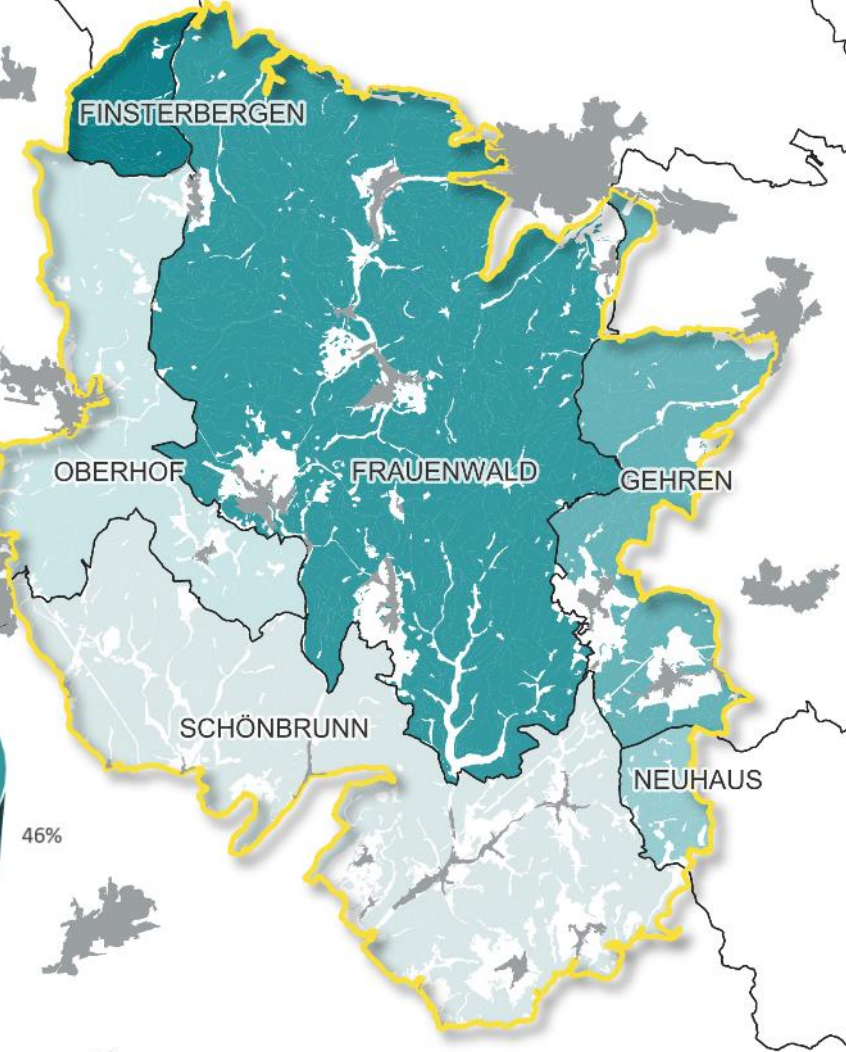 FINSTERBERGEN
OBERHOF
FRAUENWALD
GEHREN
SCHÖNBRUNN
NEUHAUS
46%